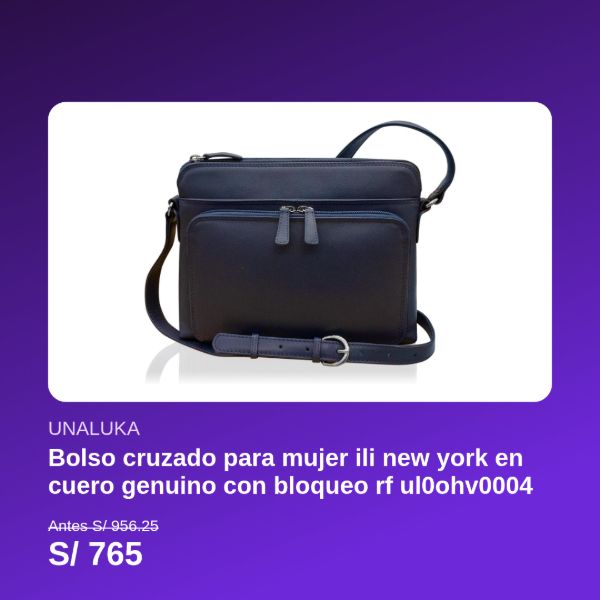 UNALUKA
Bolso cruzado para mujer ili new york en
cuero genuino con bloqueo rf ul0ohv0004
Antes S/ 956.25
S/ 765